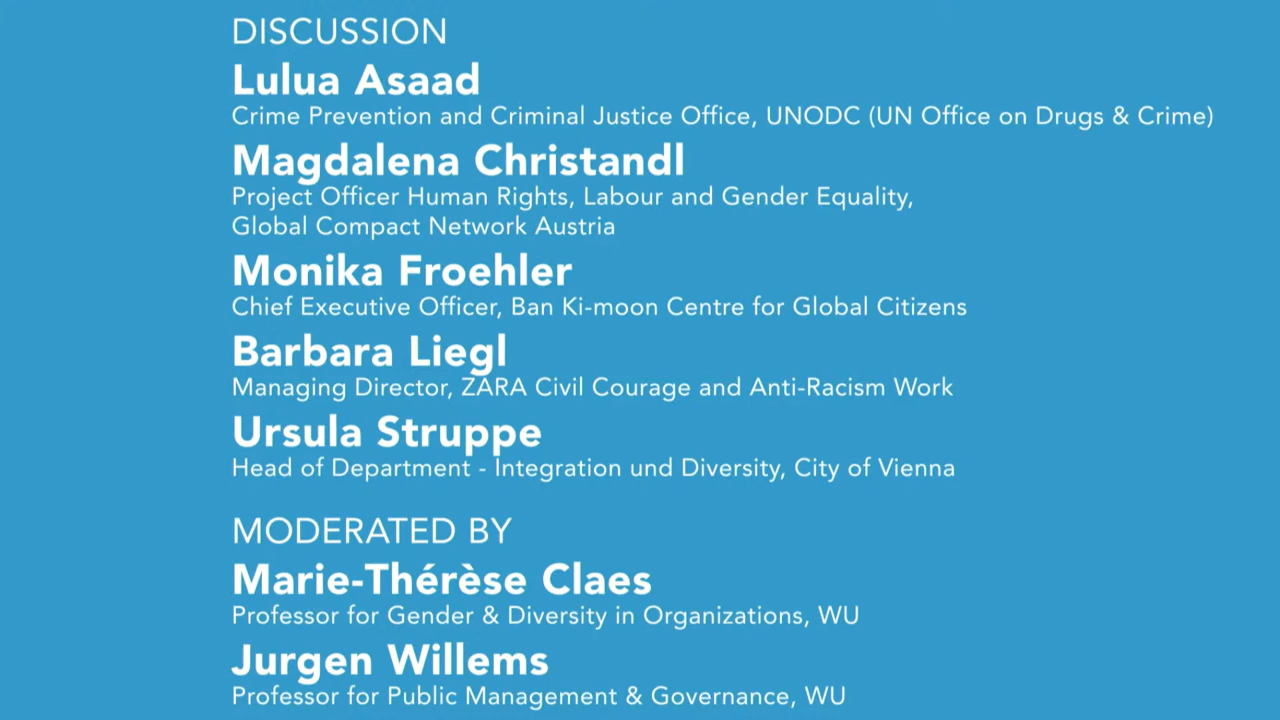 DISCUSSION
Lulua Asaad
Crime Prevention and Criminal Justice Office, UNODC (UN Office on Drugs & Crime)
Magdalena Christandl
Project Officer Human Rights, Labour and Gender Equality,
Global Compact Network Austria
Monika Froehler
Chief Executive Officer, Ban Ki-moon Centre for Global Citizens
Barbara Liegl
Managing Director, ZARA Civil Courage and Anti-Racism Work
Ursula Struppe
Head of Department - Integration und Diversity, City of Vienna
MODERATED BY
Marie-Thérèse Claes
Professor for Gender & Diversity in Organizations, WU
Jurgen Willems
Professor for Public Management & Governance, WU